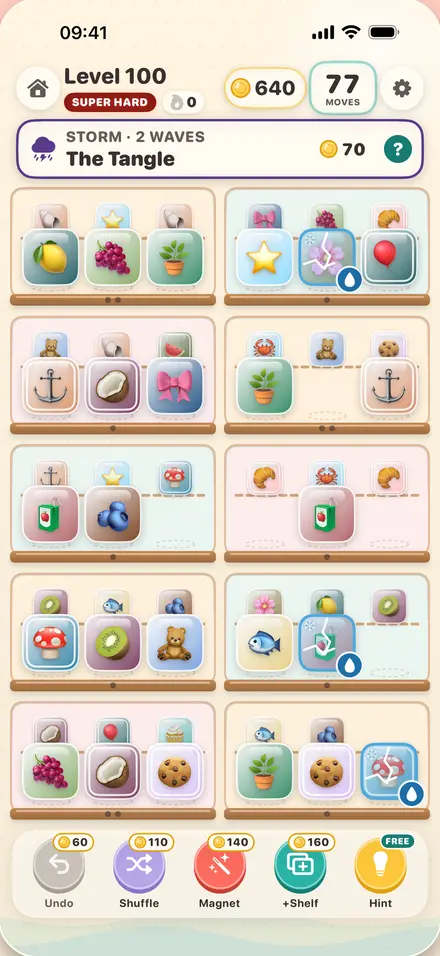 09:41
Level 100
SUPER HARD
0
640
77
MOVES
STORM · 2 WAVES
The Tangle
70
?
60
110
140
160
FREE
Undo
Shuffle
Magnet
+Shelf
Hint